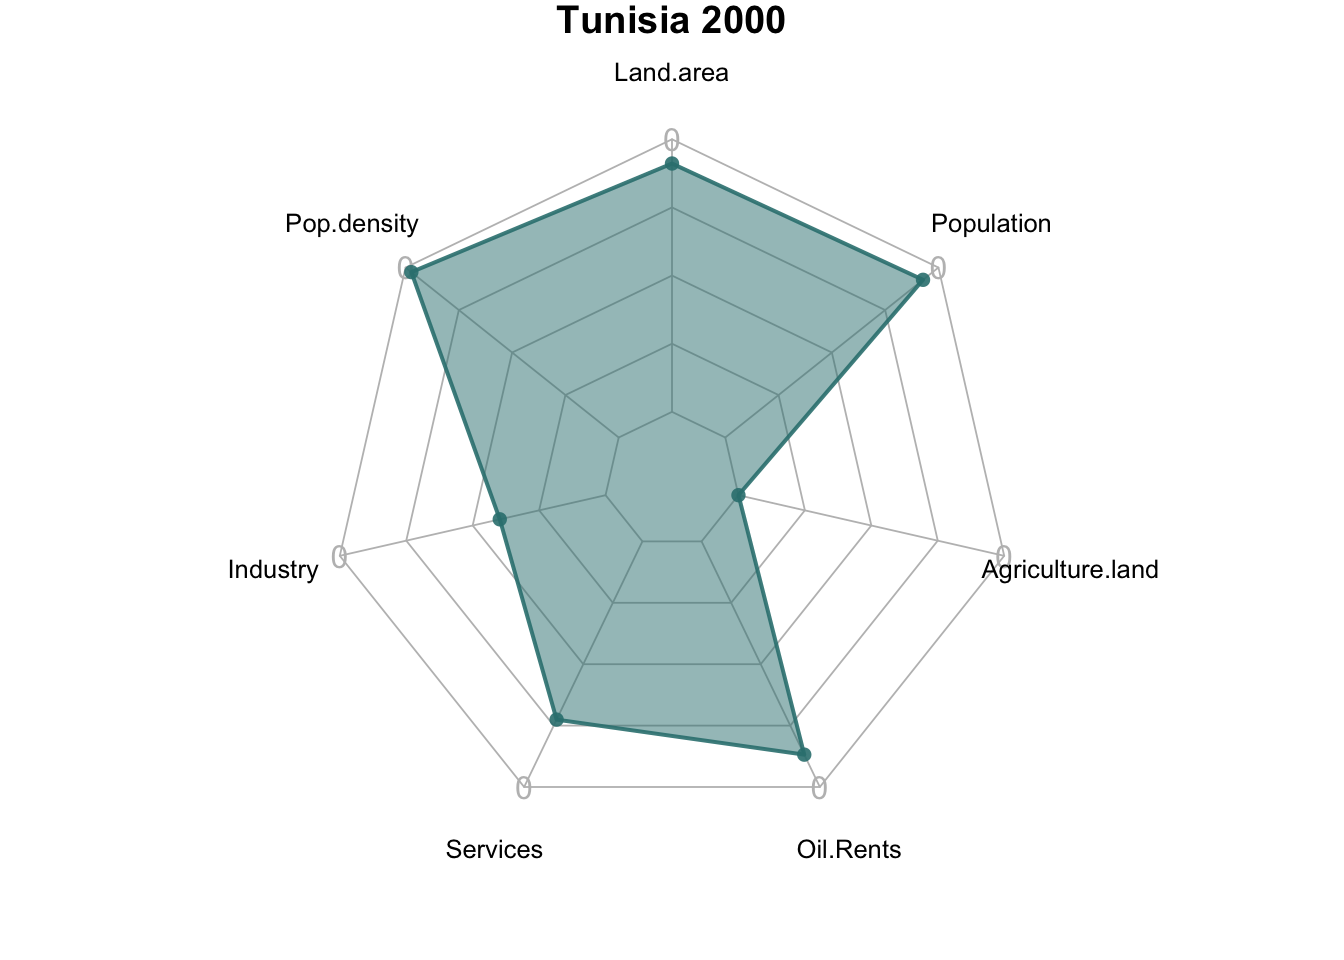 Tunisia 2000
Land.area
0
Pop.density
Population
0
0
Industry
0
0
Agriculture.land
0
0
Services
Oil.Rents